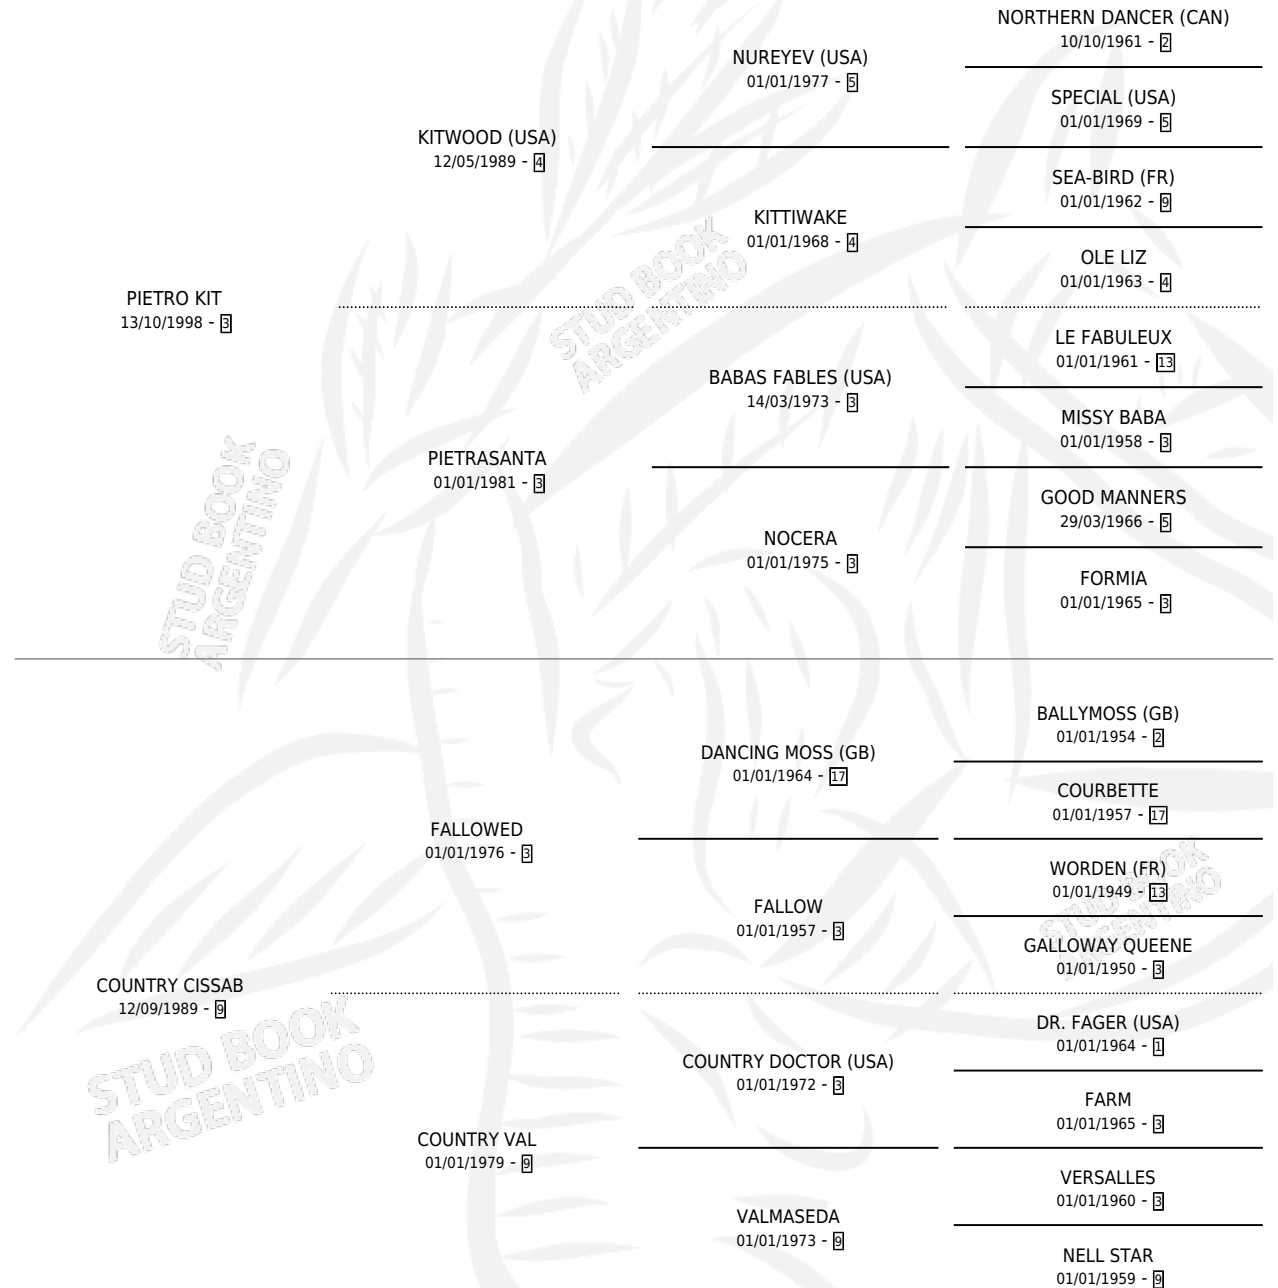 NORTHERN DANCER (CAN)
10/10/1961 - 2
NUREYEV (USA)
01/01/1977 - 5
SPECIAL (USA)
01/01/1969 - 5
KITWOOD (USA)
12/05/1989 - 4
SEA-BIRD (FR)
01/01/1962 - 9
KITTIWAKE
01/01/1968 - 4
OLE LIZ
01/01/1963 - 4
PIETRO KIT
13/10/1998 - 3
STUD BOOK
ARGENTINO
LE FABULEUX
01/01/1961 - 13
BABAS FABLES (USA)
14/03/1973 - 3
MISSY BABA
01/01/1958 - 3
PIETRASANTA
01/01/1981 - 3
GOOD MANNERS
29/03/1966 - 5
NOCERA
01/01/1975 - 3
FORMIA
01/01/1965 - 3
STUD BOOK
ARGENTINO
BALLYMOSS (GB)
01/01/1954 - 2
DANCING MOSS (GB)
01/01/1964 - 17
COURBETTE
01/01/1957 - 17
FALLOWED
01/01/1976 - 3
WORDEN (FR)
01/01/1949 - 13
FALLOW
01/01/1957 - 3
GALLOWAY QUEENE
01/01/1950 - 3
STUD BOOK
ARGENTINO
COUNTRY CISSAB
12/09/1989 - 9
DR. FAGER (USA)
01/01/1964 - 1
COUNTRY DOCTOR (USA)
01/01/1972 - 3
FARM
01/01/1965 - 3
STUD BOOK
ARGENTINO
COUNTRY VAL
01/01/1979 - 9
VERSALLES
01/01/1960 - 3
VALMASEDA
01/01/1973 - 9
NELL STAR
01/01/1959 - 9